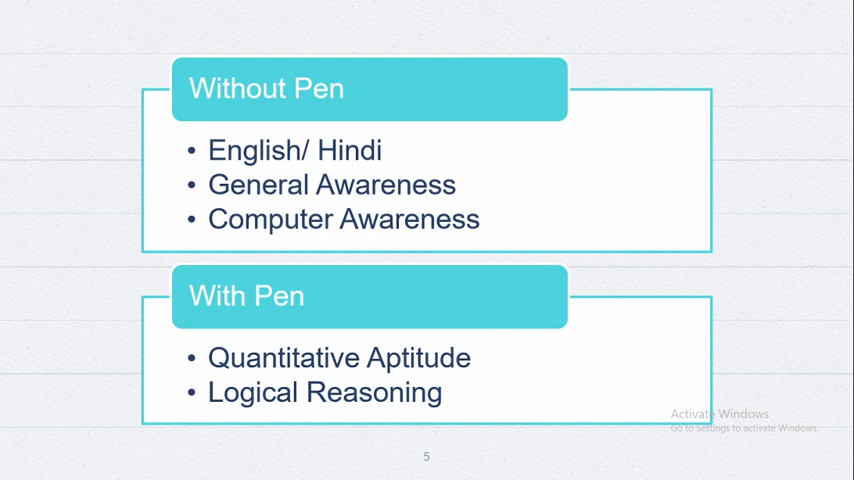 Without Pen
• English/ Hindi
• General Awareness
• Computer Awareness
With Pen
• Quantitative Aptitude
• Logical Reasoning
Activate Windows
Go to Settings to activate Windows.
5